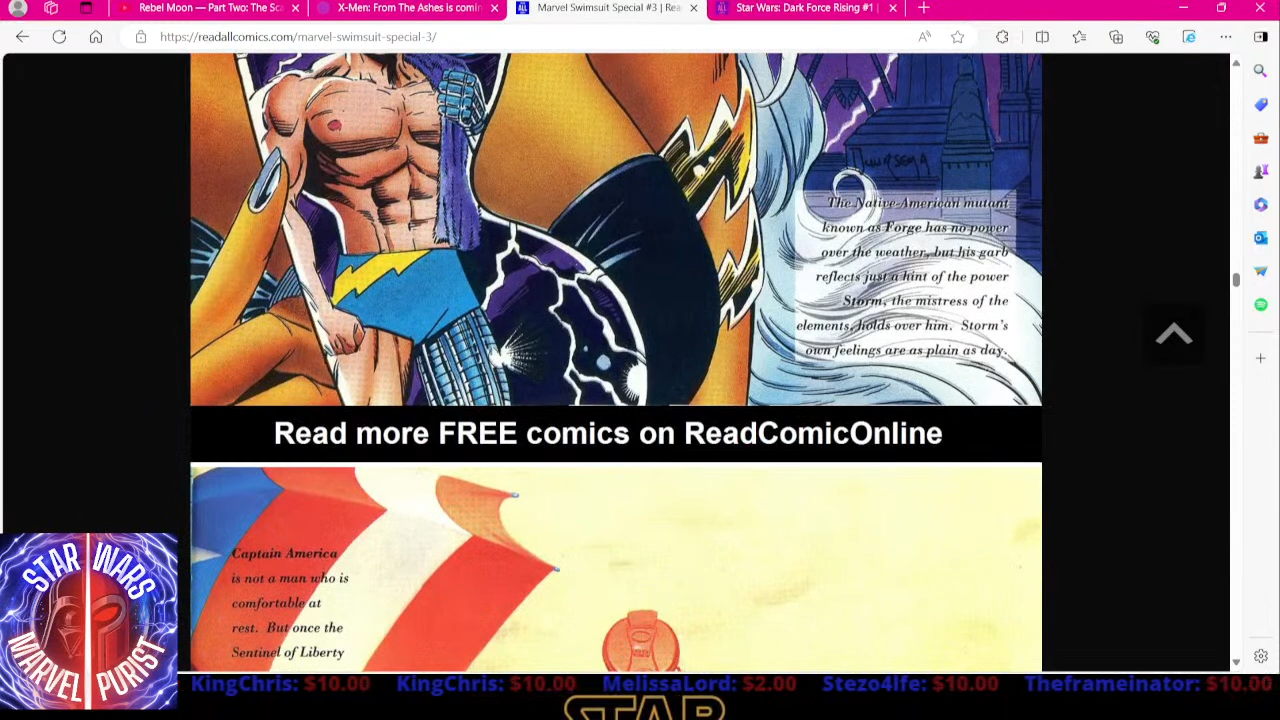 Rebel Moon — Part Two: The Sca
X-Men: From The Ashes is comin
Marvel Swimsuit Special #3 | Rea
Star Wars: Dark Force Rising #1 |
https://readallcomics.com/marvel-swimsuit-special-3/
The Native-American mutant
known as Forge has no power
over the weather, but his garb
reflects just a hint of the power
Storm, the mistress of the
elements, holds over him. Storm's
own feelings are as plain as day.
Read more FREE comics on ReadComicOnline
Captain America
is not a man who is
comfortable at
rest. But once the
Sentinel of Liberty
STAR WARS
MARVEL PURIST
KingChris: $10.00 KingChris: $10.00 MelissaLord: $2.00 Stezo4lfe: $10.00 Theframeinator: $10.00
STAR